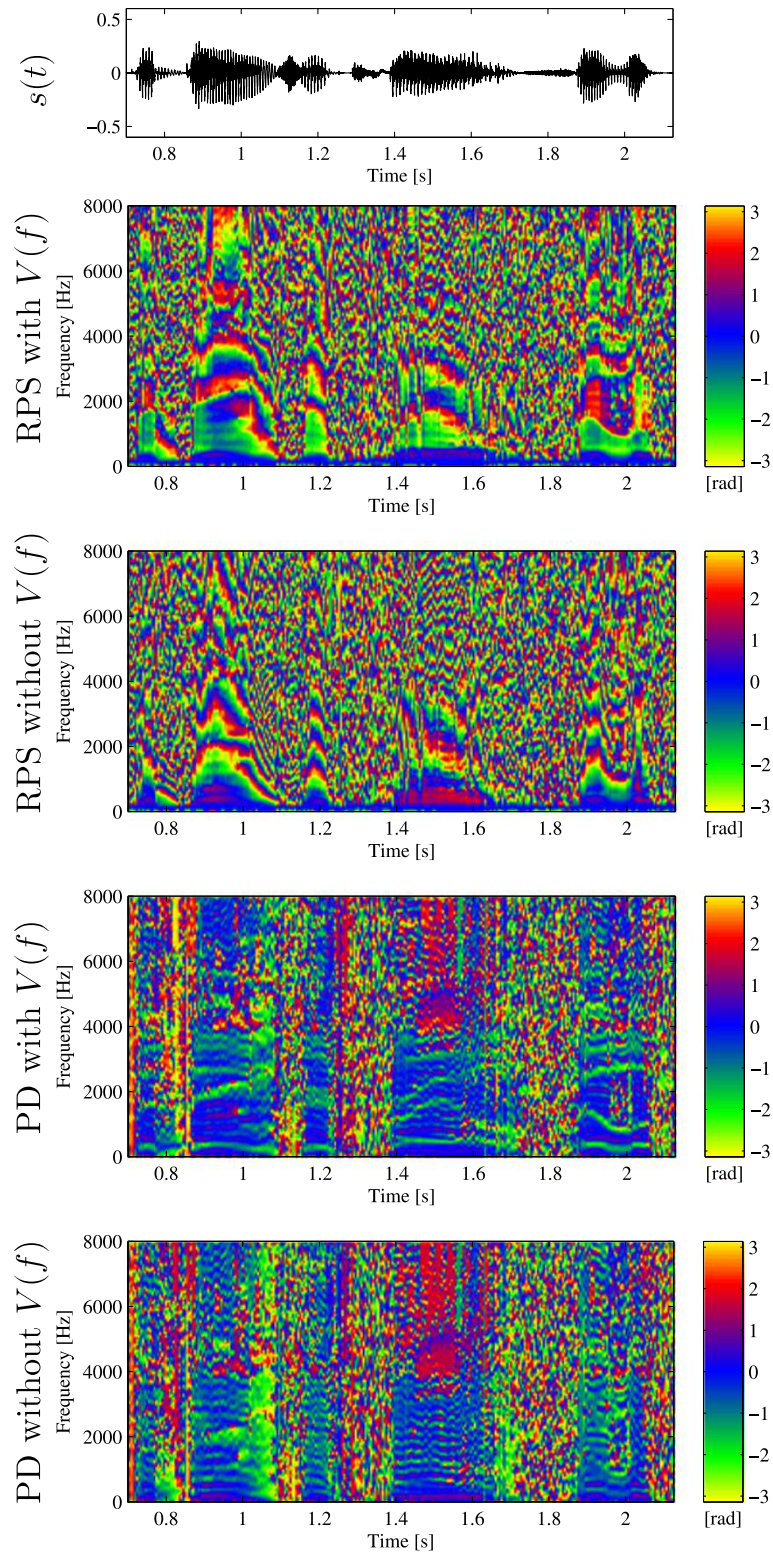 s(t)
0.5
0
−0.5
0.8 1 1.2 1.4 1.6 1.8 2
Time [s]
RPS with V(f)
Frequency [Hz]
8000
6000
4000
2000
0
0.8 1 1.2 1.4 1.6 1.8 2
Time [s]
3
2
1
0
−1
−2
−3
[rad]
RPS without V(f)
Frequency [Hz]
8000
6000
4000
2000
0
0.8 1 1.2 1.4 1.6 1.8 2
Time [s]
3
2
1
0
−1
−2
−3
[rad]
PD with V(f)
Frequency [Hz]
8000
6000
4000
2000
0
0.8 1 1.2 1.4 1.6 1.8 2
Time [s]
3
2
1
0
−1
−2
−3
[rad]
PD without V(f)
Frequency [Hz]
8000
6000
4000
2000
0
0.8 1 1.2 1.4 1.6 1.8 2
Time [s]
3
2
1
0
−1
−2
−3
[rad]